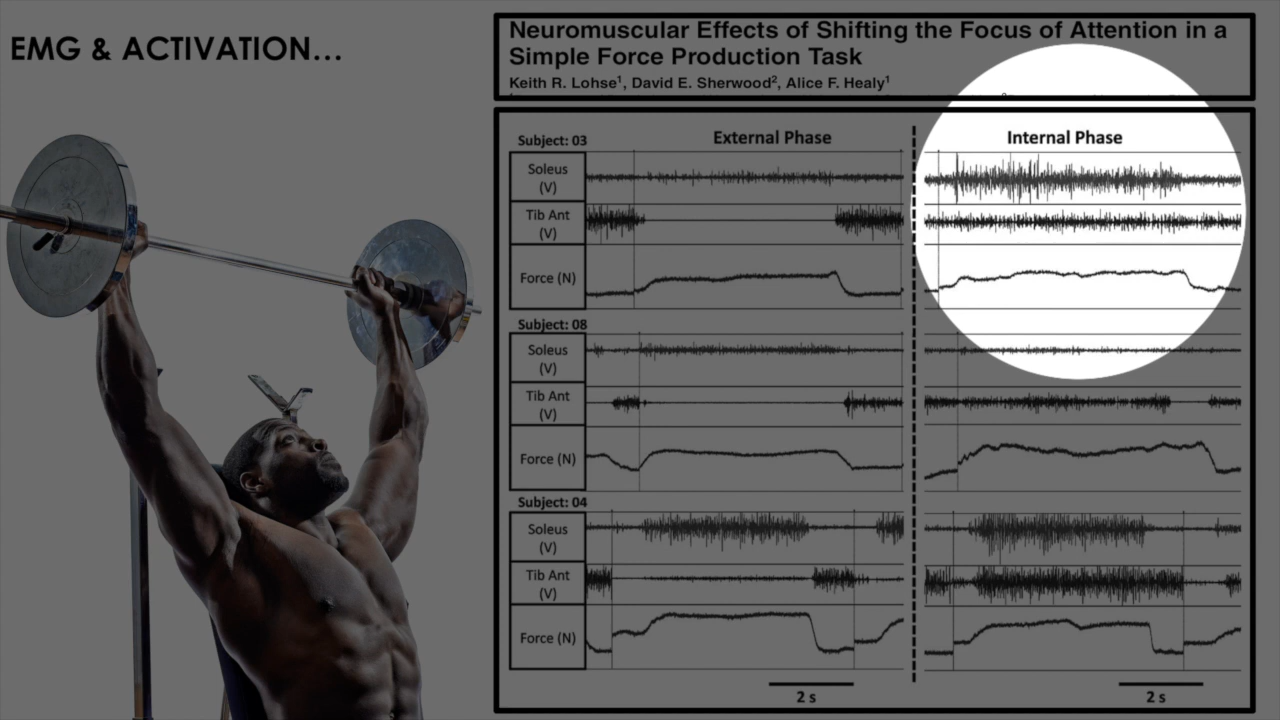 EMG & ACTIVATION…
Neuromuscular Effects of Shifting the Focus of Attention in a
Simple Force Production Task
Keith R. Lohse¹, David E. Sherwood², Alice F. Healy¹
Subject: 03
External Phase
Internal Phase
Soleus
(V)
Tib Ant
(V)
Force (N)
Subject: 08
Soleus
(V)
Tib Ant
(V)
Force (N)
Subject: 04
Soleus
(V)
Tib Ant
(V)
Force (N)
2 s
2 s